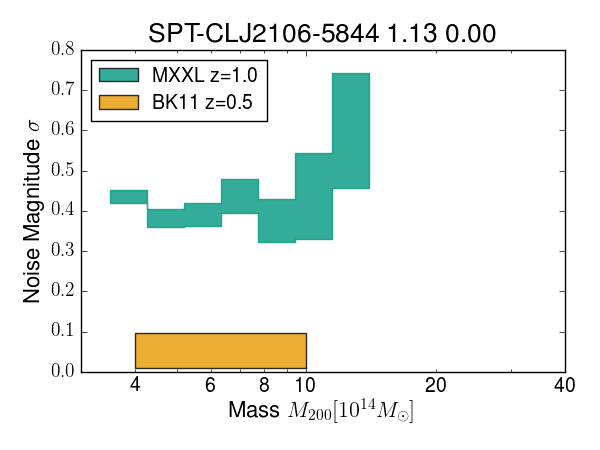 SPT-CLJ2106-5844 1.13 0.00
MXXL z=1.0
BK11 z=0.5
Noise Magnitude σ
0.8
0.7
0.6
0.5
0.4
0.3
0.2
0.1
0.0
4 6 8 10 20 40
Mass M₂₀₀[10¹⁴M☉]